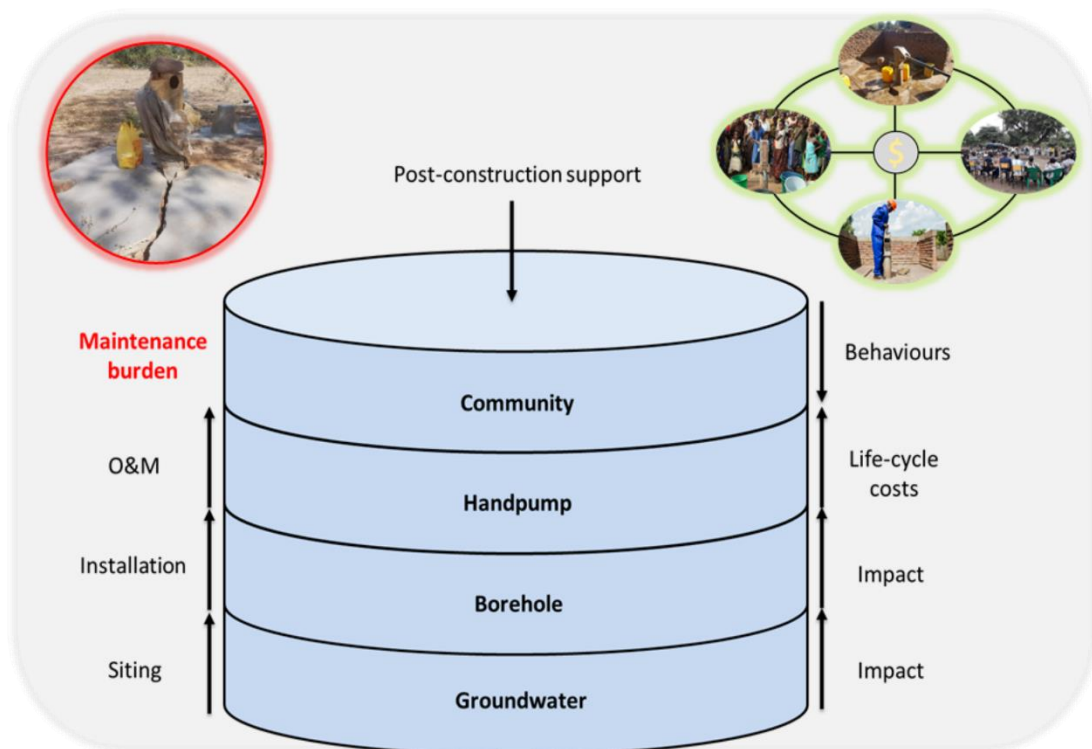 $
Post-construction support
Maintenance
burden
Behaviours
Community
O&M
Life-cycle
costs
Handpump
Installation
Impact
Borehole
Siting
Impact
Groundwater